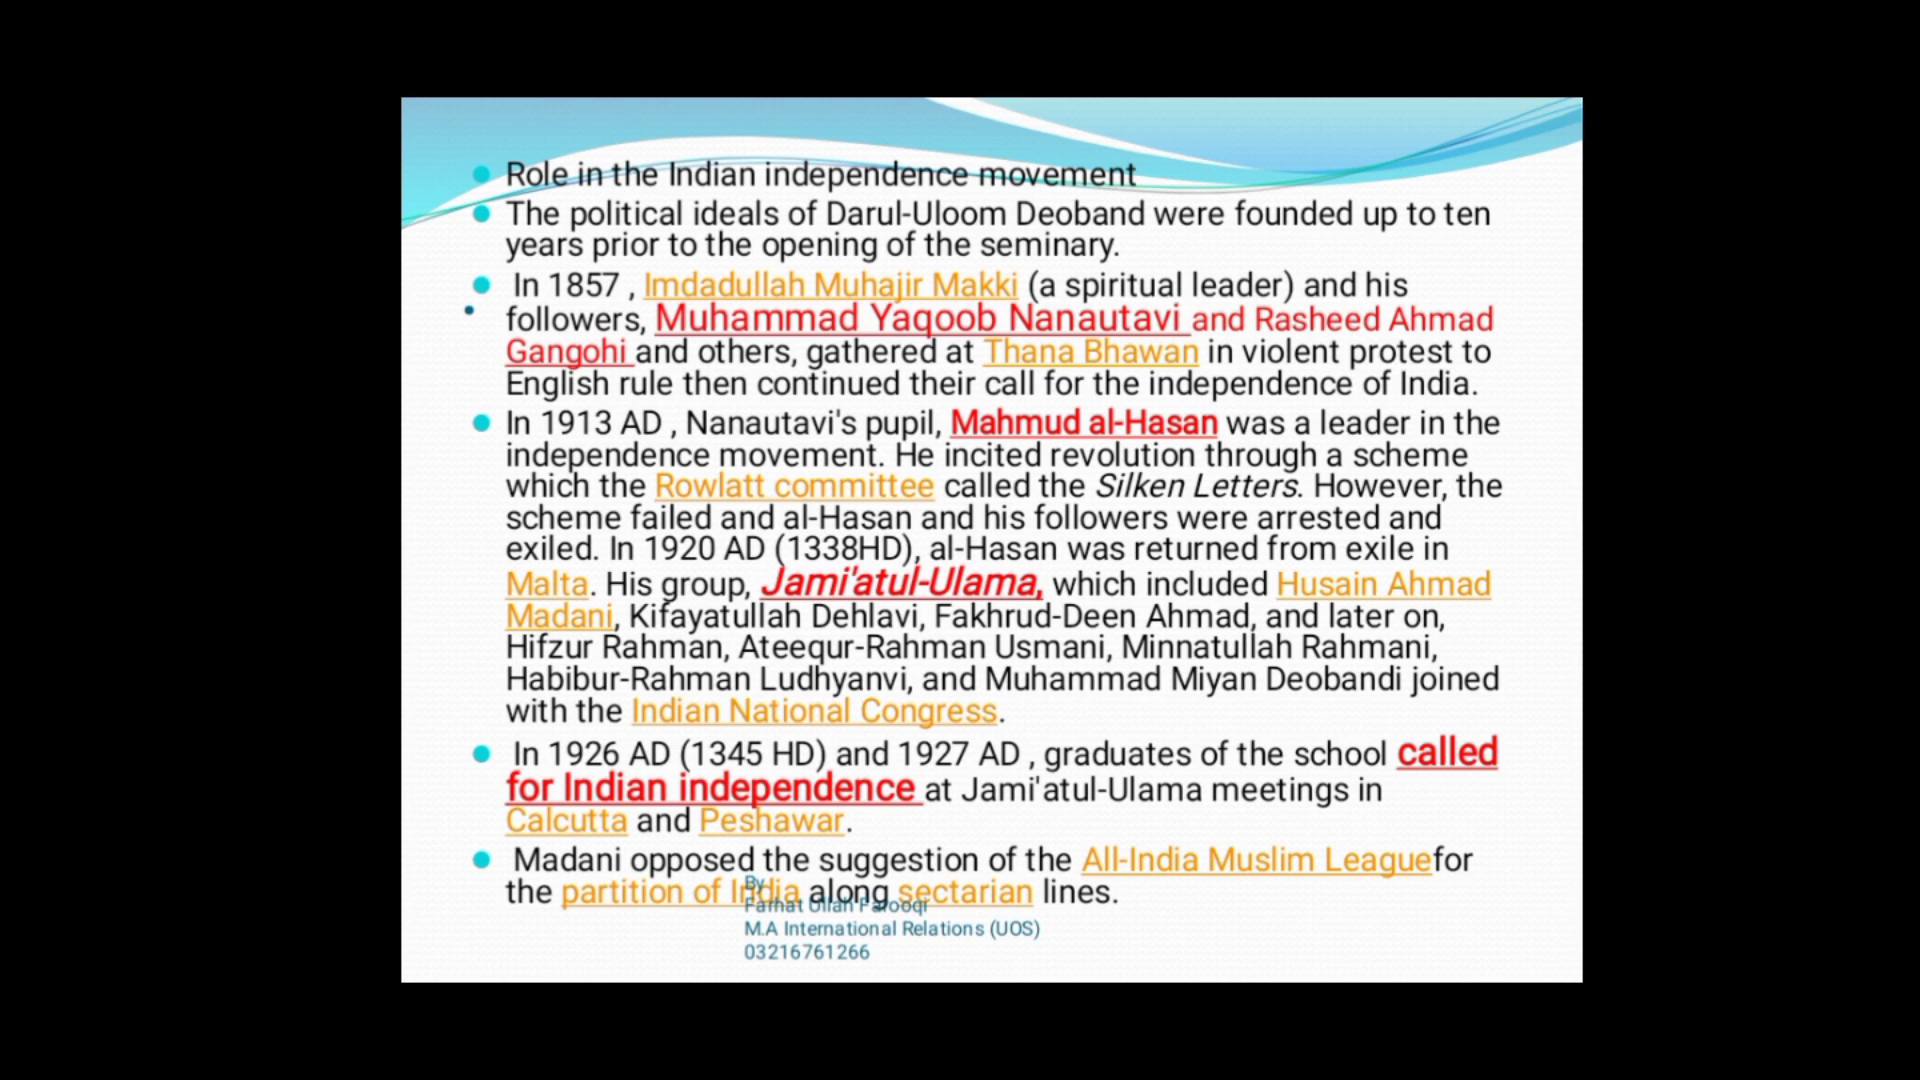 Role in the Indian independence movement
The political ideals of Darul-Uloom Deoband were founded up to ten
years prior to the opening of the seminary.
In 1857 , Imdadullah Muhajir Makki (a spiritual leader) and his
followers, Muhammad Yaqoob Nanautavi and Rasheed Ahmad
Gangohi and others, gathered at Thana Bhawan in violent protest to
English rule then continued their call for the independence of India.
In 1913 AD , Nanautavi's pupil, Mahmud al-Hasan was a leader in the
independence movement. He incited revolution through a scheme
which the Rowlatt committee called the Silken Letters. However, the
scheme failed and al-Hasan and his followers were arrested and
exiled. In 1920 AD (1338HD), al-Hasan was returned from exile in
Malta. His group, Jami'atul-Ulama, which included Husain Ahmad
Madani, Kifayatullah Dehlavi, Fakhrud-Deen Ahmad, and later on,
Hifzur Rahman, Ateequr-Rahman Usmani, Minnatullah Rahmani,
Habibur-Rahman Ludhyanvi, and Muhammad Miyan Deobandi joined
with the Indian National Congress.
In 1926 AD (1345 HD) and 1927 AD , graduates of the school called
for Indian independence at Jami'atul-Ulama meetings in
Calcutta and Peshawar.
Madani opposed the suggestion of the All-India Muslim Leaguefor
the partition of India along sectarian lines.
By
Farhat Ullah Farooqi
M.A International Relations (UOS)
03216761266